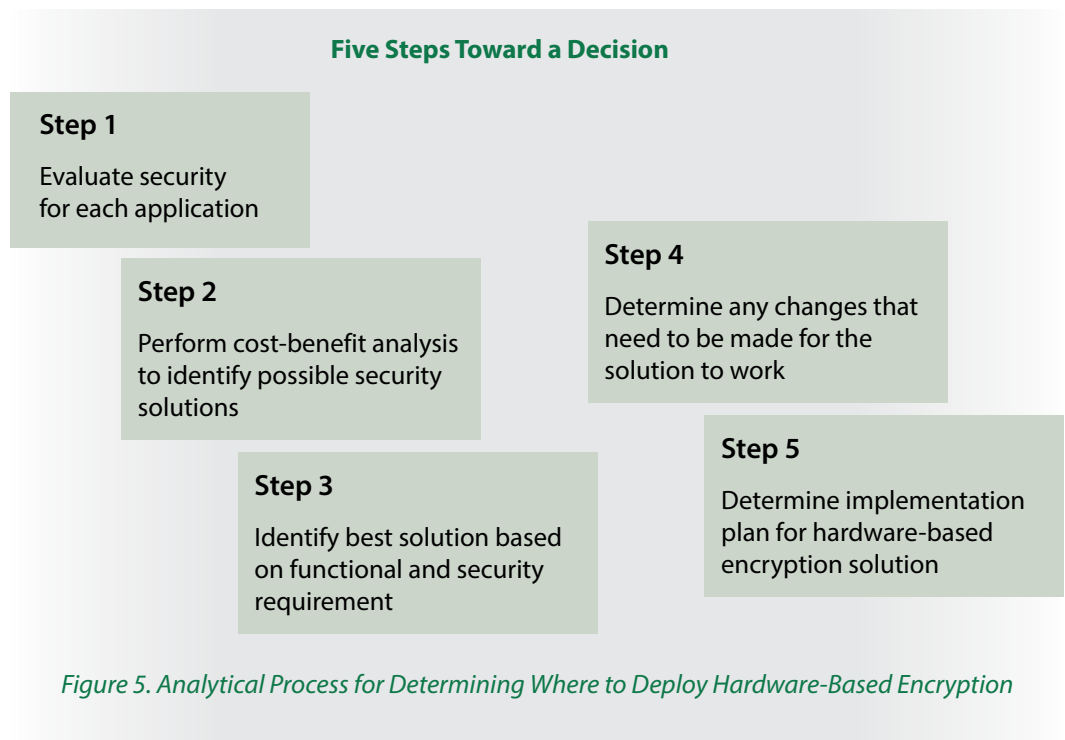 Five Steps Toward a Decision
Step 1
Evaluate security
for each application
Step 2
Perform cost-benefit analysis
to identify possible security
solutions
Step 3
Identify best solution based
on functional and security
requirement
Step 4
Determine any changes that
need to be made for the
solution to work
Step 5
Determine implementation
plan for hardware-based
encryption solution
Figure 5. Analytical Process for Determining Where to Deploy Hardware-Based Encryption